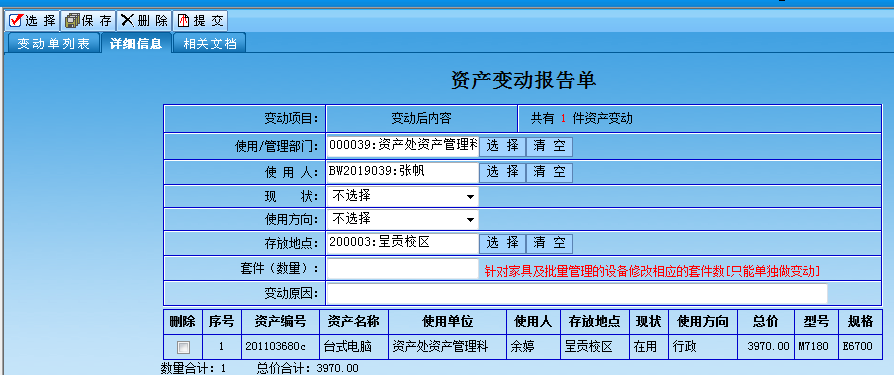 选 择 保 存 删 除 提 交
变动单列表 详细信息 相关文档
资产变动报告单
变动项目： 变动后内容 共有 1 件资产变动
使用/管理部门： 000039:资产处资产管理科 选 择 清 空
使 用 人： BW2019039:张帆 选 择 清 空
现 状： 不选择
使用方向： 不选择
存放地点： 200003:呈贡校区 选 择 清 空
套件（数量）： 针对家具及批量管理的设备修改相应的套件数[只能单独做变动]
变动原因：
删除 序号 资产编号 资产名称 使用单位 使用人 存放地点 现状 使用方向 总价 型号 规格
1 201103680c 台式电脑 资产处资产管理科 余婷 呈贡校区 在用 行政 3970.00 M7180 E6700
数量合计：1 总价合计：3970.00